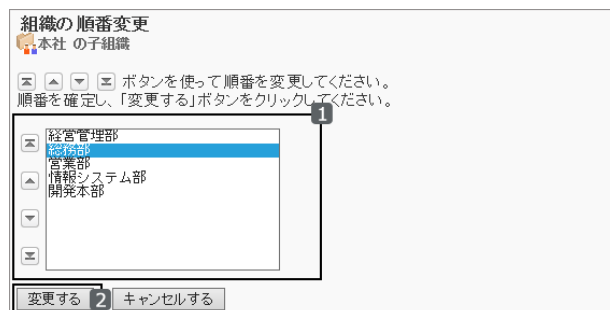 組織の順番変更
本社 の子組織
ボタンを使って順番を変更してください。
順番を確定し、「変更する」ボタンをクリックしてください。
1
経営管理部
総務部
営業部
情報システム部
開発本部
変更する 2 キャンセルする